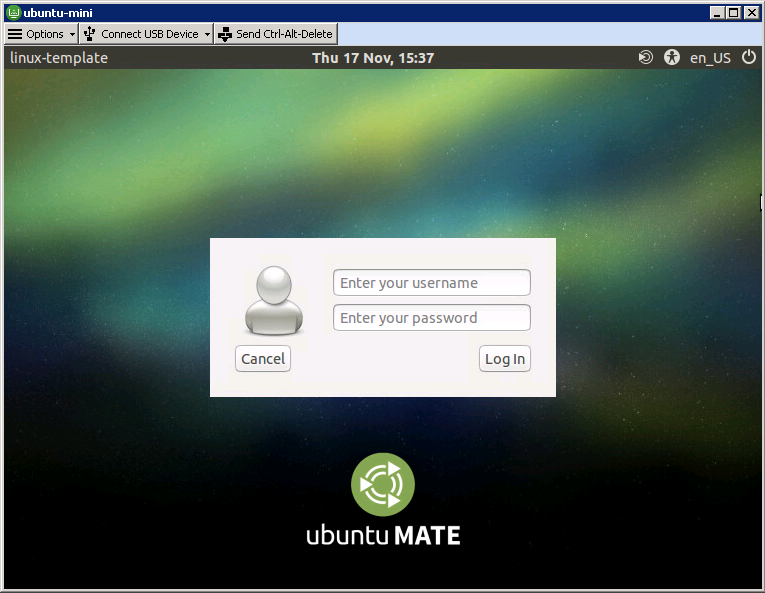 ubuntu-mini
Options Connect USB Device Send Ctrl-Alt-Delete
linux-template Thu 17 Nov, 15:37 en_US
Enter your username
Enter your password
Cancel Log In
ubuntu MATE